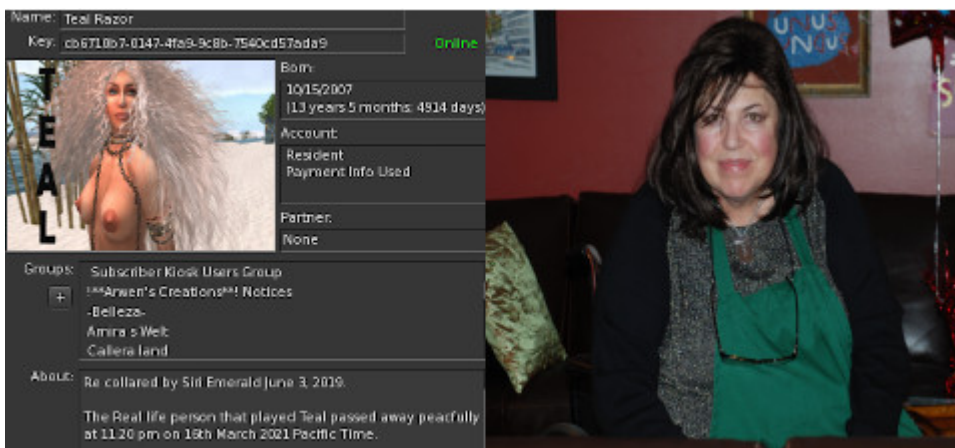 Name: Teal Razor
Key: cb6710b7-0147-4fa9-9c8b-7540cd57ada9 Online
TEAL
Born:
10/15/2007
(13 years 5 months; 4914 days)
Account:
Resident
Payment Info Used
Partner:
None
Groups: Subscriber Kiosk Users Group
!**Arwen's Creations**! Notices
-Belleza-
Amira s Welt
Callera land
+
About: Re collared by Siri Emerald June 3, 2019.
The Real life person that played Teal passed away peacfully
at 11.20 pm on 16th March 2021 Pacific Time.
UNUS
S